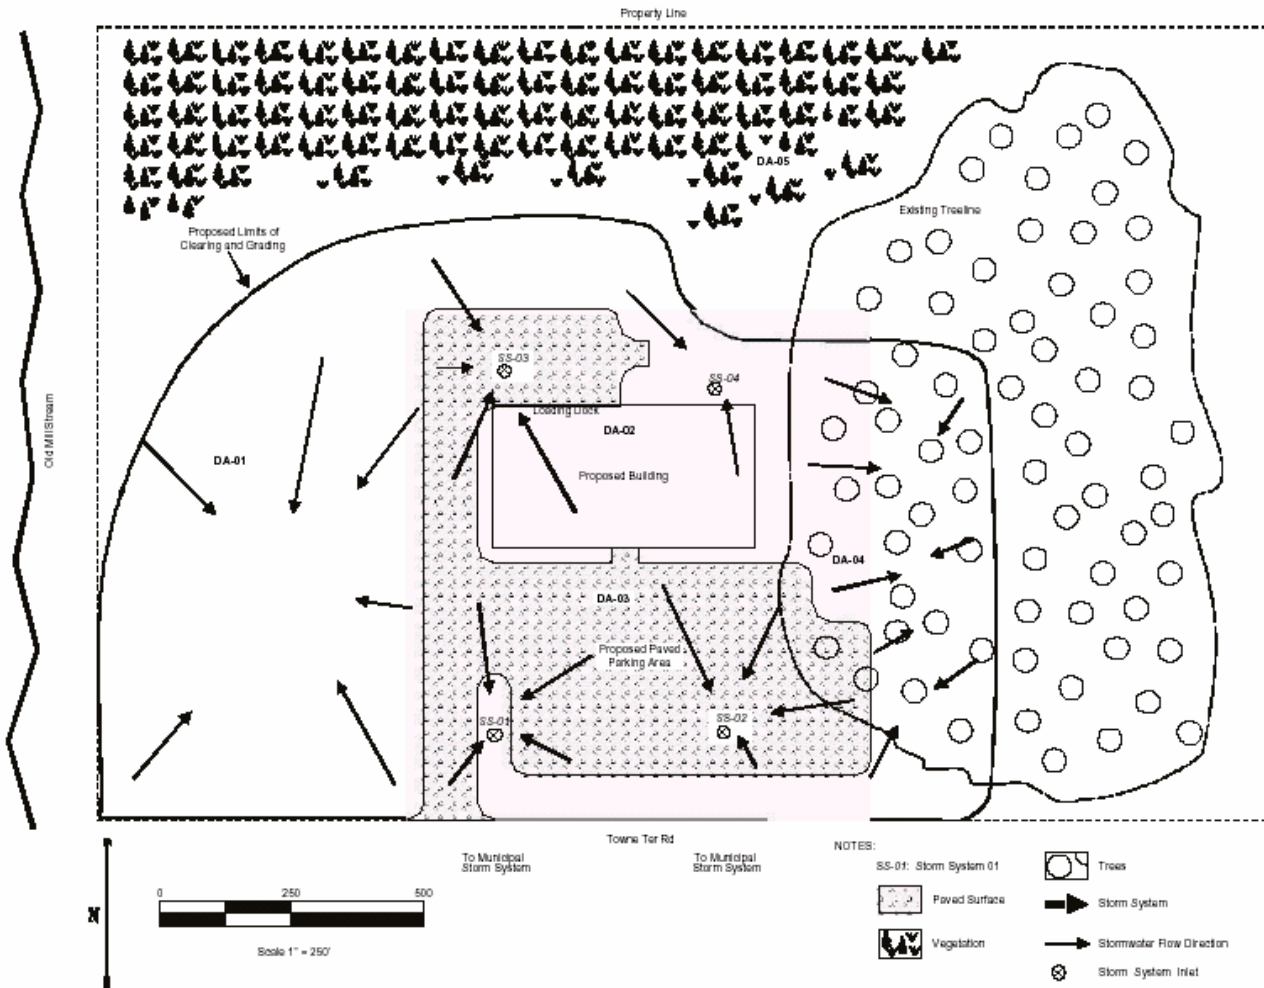 Property Line
DA-05
Existing Treeline
Proposed Limits of
Clearing and Grading
SS-03
SS-04
Loading Dock
DA-02
Old Mill Stream
DA-01
Proposed Building
DA-04
DA-03
Proposed Paved
Parking Area
SS-01
SS-02
Towne Ter Rd
To Municipal
Storm System
To Municipal
Storm System
NOTES:
SS-01: Storm System 01
Trees
Paved Surface
Storm System
Vegetation
Stormwater Flow Direction
Storm System Inlet
0 250 500
Scale 1" = 250'
N